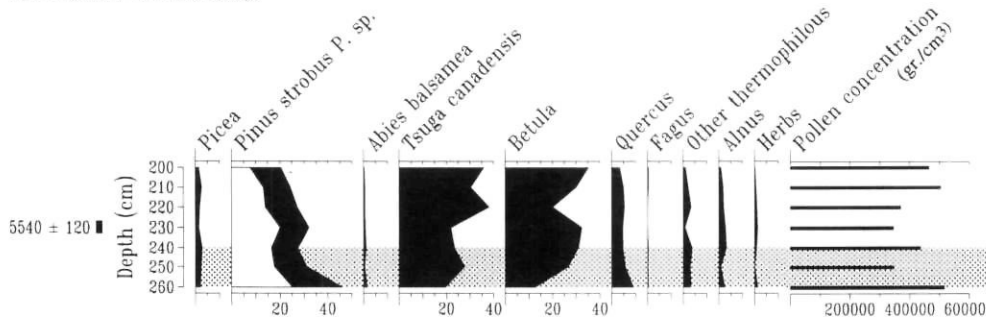 Picea
Pinus strobus P. sp.
Abies balsamea
Tsuga canadensis
Betula
Quercus
Fagus
Other thermophilous
Alnus
Herbs
Pollen concentration
(gr./cm³)
Depth (cm)
200
210
220
230
240
250
260
5540 ± 120
20 40
20 40
20 40
200000 400000 60000